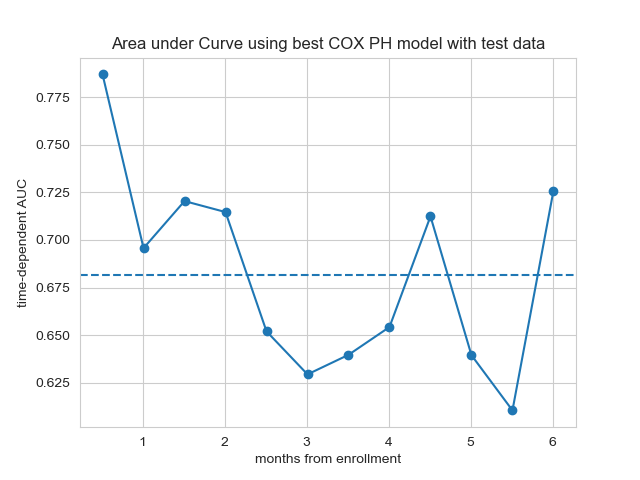 Area under Curve using best COX PH model with test data
time-dependent AUC
0.775
0.750
0.725
0.700
0.675
0.650
0.625
1 2 3 4 5 6
months from enrollment